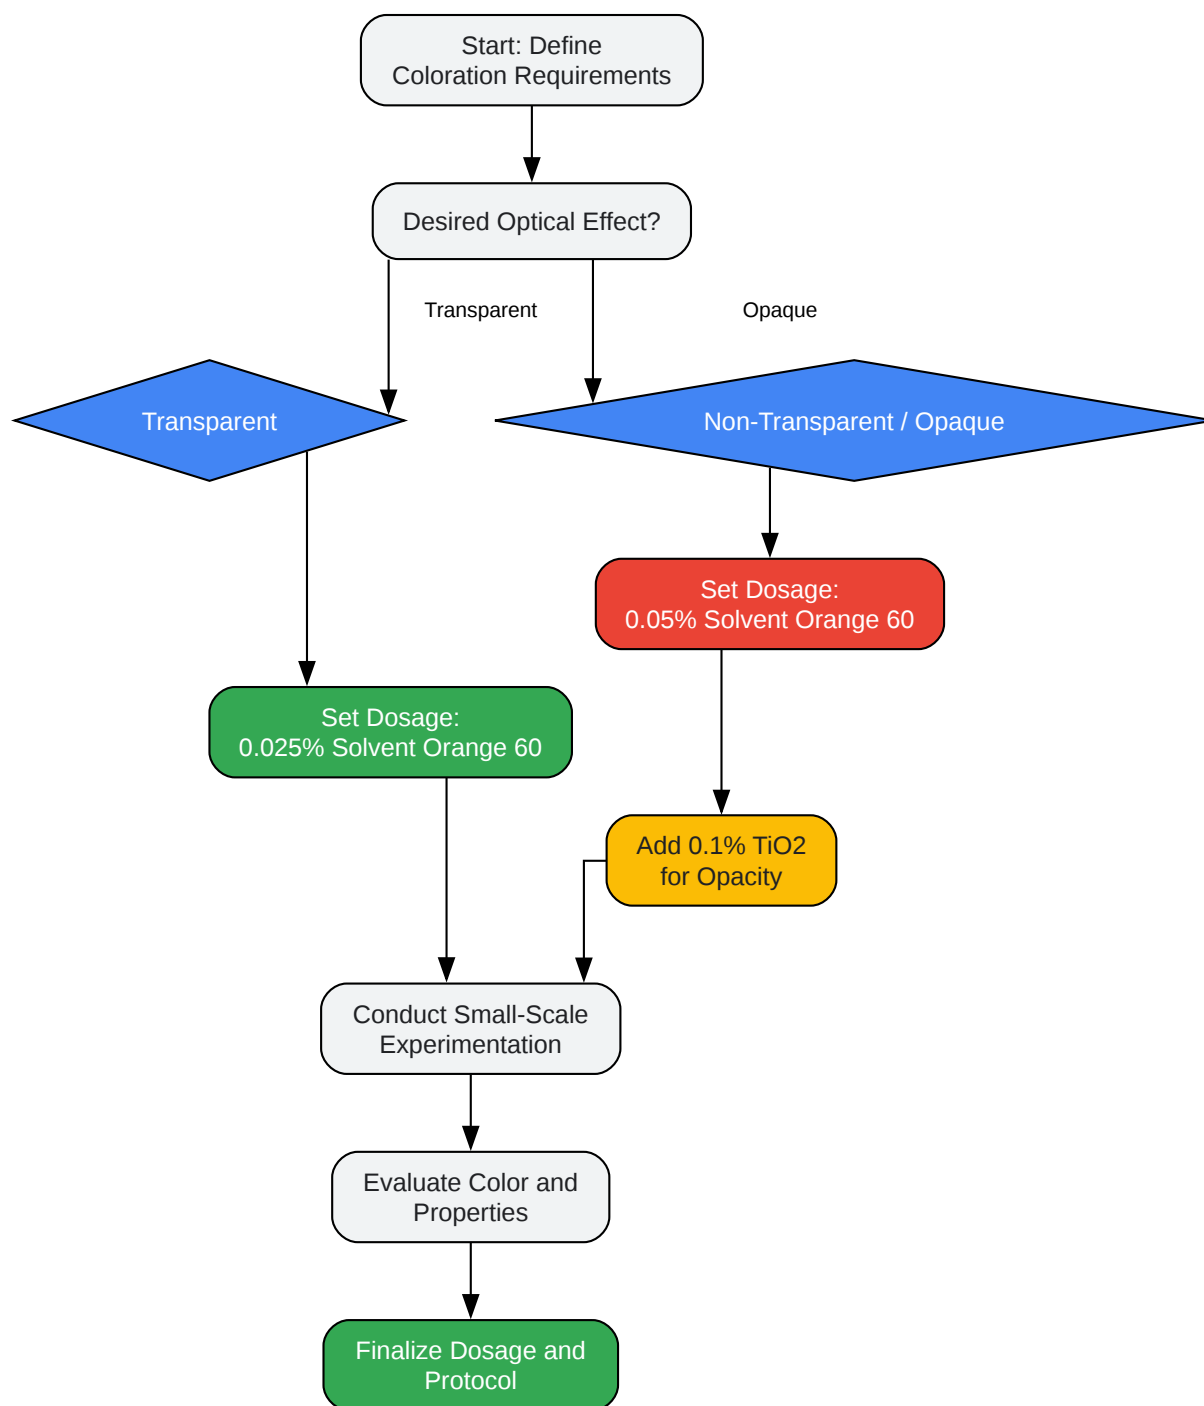 Start: Define
Coloration Requirements
Desired Optical Effect?
Transparent
Opaque
Transparent
Non-Transparent / Opaque
Set Dosage:
0.05% Solvent Orange 60
Set Dosage:
0.025% Solvent Orange 60
Add 0.1% TiO2
for Opacity
Conduct Small-Scale
Experimentation
Evaluate Color and
Properties
Finalize Dosage and
Protocol